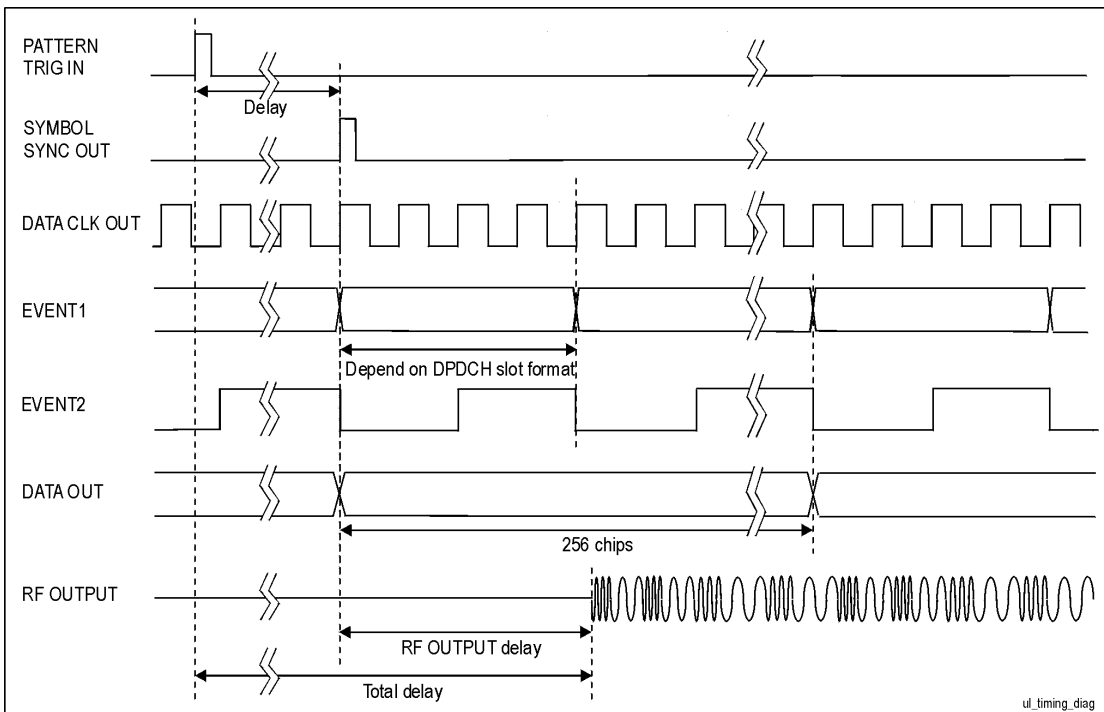 PATTERN
TRIG IN
Delay
SYMBOL
SYNC OUT
DATA CLK OUT
EVENT1
Depend on DPDCH slot format
EVENT2
DATA OUT
256 chips
RF OUTPUT
RF OUTPUT delay
Total delay
ul_timing_diag